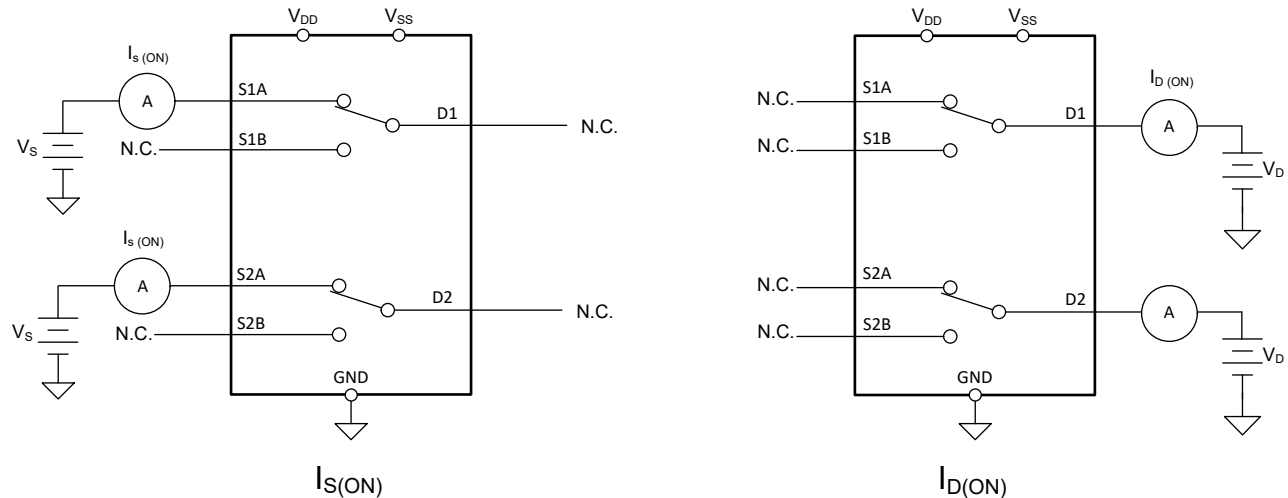 VDD VSS
Is (ON)
A
S1A
D1
N.C.
VS
N.C.
S1B
Is (ON)
A
S2A
D2
N.C.
VS
N.C.
S2B
GND
IS(ON)
VDD VSS
N.C.
S1A
D1
ID (ON)
A
N.C.
S1B
VD
N.C.
S2A
D2
A
N.C.
S2B
VD
GND
ID(ON)